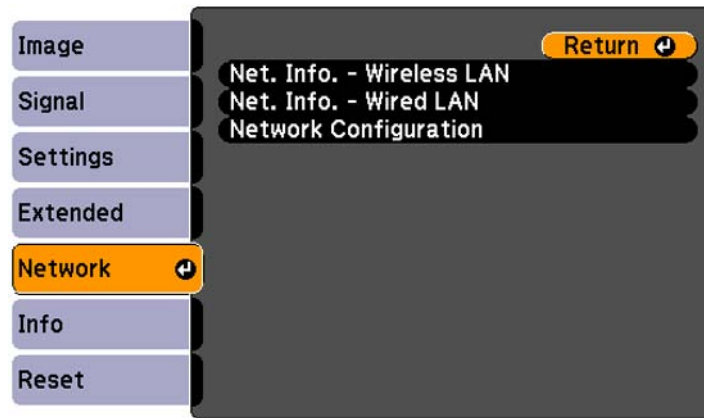 Image
Signal
Settings
Extended
Network
Info
Reset
Return
Net. Info. - Wireless LAN
Net. Info. - Wired LAN
Network Configuration